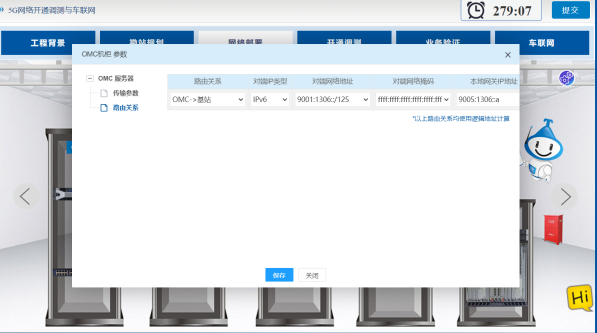 5G网络开通调测与车联网
279:07
提交
工程背景
勘站规划
网络部署
开通调测
业务验证
车联网
OMC机柜 参数
×
OMC 服务器
传输参数
路由关系
路由关系 对端IP类型 对端网络地址 对端网络掩码 本地网关IP地址
OMC->基站 IPv6 9001:1306::/125 ffff:ffff:ffff:ffff:ffff:fff 9005:1306::a
*以上路由关系均使用逻辑地址计算
保存
关闭
Hi